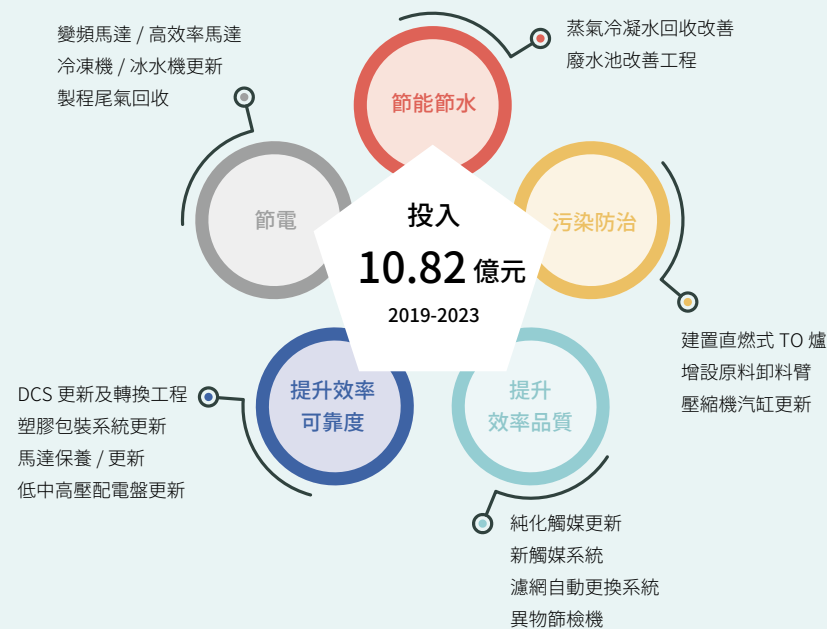 變頻馬達 / 高效率馬達
冷凍機 / 冰水機更新
製程尾氣回收
蒸氣冷凝水回收改善
廢水池改善工程
節能節水
節電
污染防治
投入
10.82 億元
2019-2023
建置直燃式 TO 爐
增設原料卸料臂
壓縮機汽缸更新
提升效率
可靠度
提升
效率品質
DCS 更新及轉換工程
塑膠包裝系統更新
馬達保養 / 更新
低中高壓配電盤更新
純化觸媒更新
新觸媒系統
濾網自動更換系統
異物篩檢機